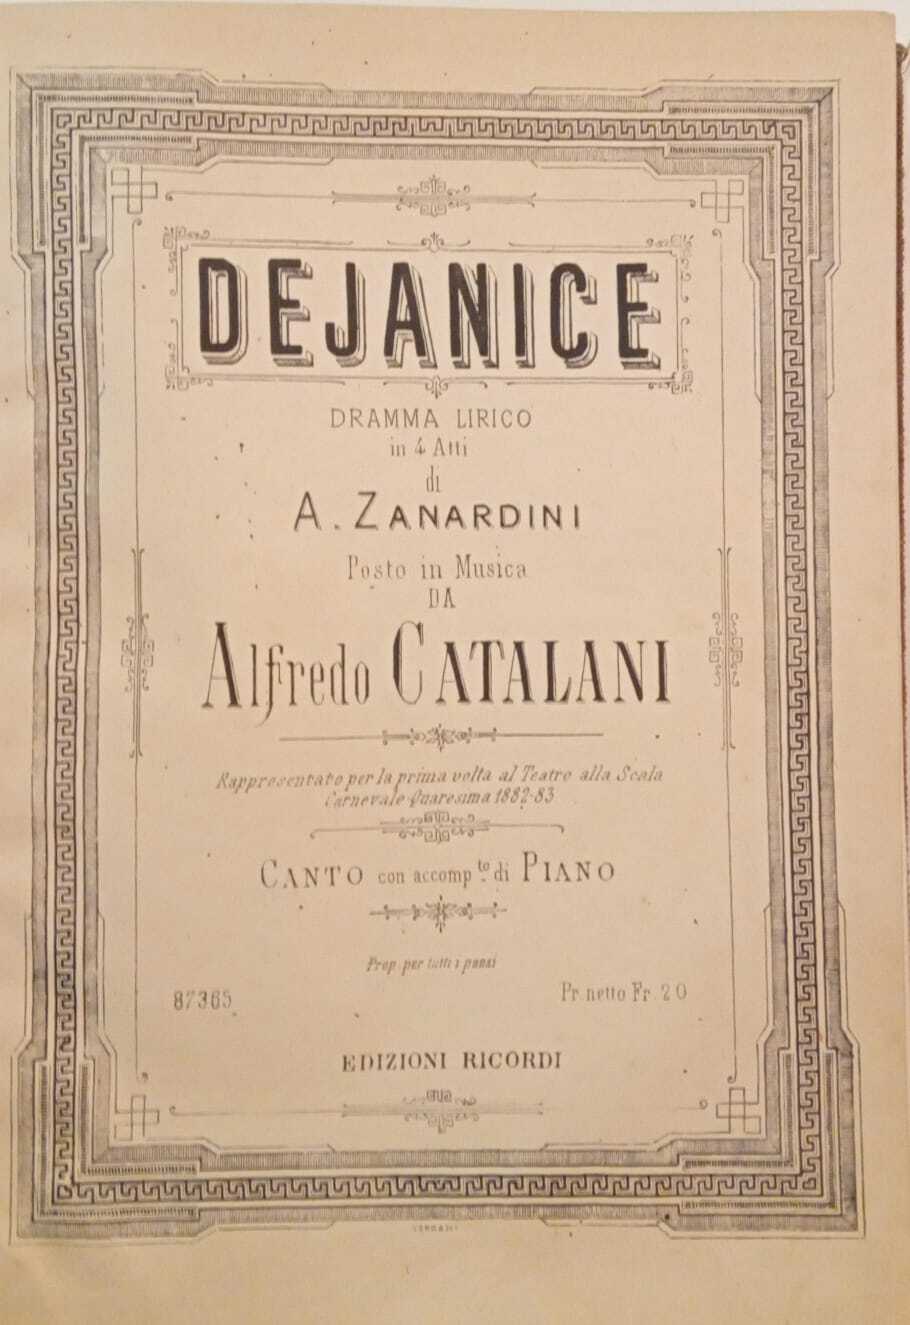 DEJANICE
DRAMMA LIRICO
in 4 Atti
di
A. ZANARDINI
Posto in Musica
DA
Alfredo CATALANI
Rappresentato per la prima volta al Teatro alla Scala
Carnevale-Quaresima 1882-83
CANTO con accomp.to di PIANO
Prop. per tutti i paesi
87365
Pr. netto Fr. 20
EDIZIONI RICORDI